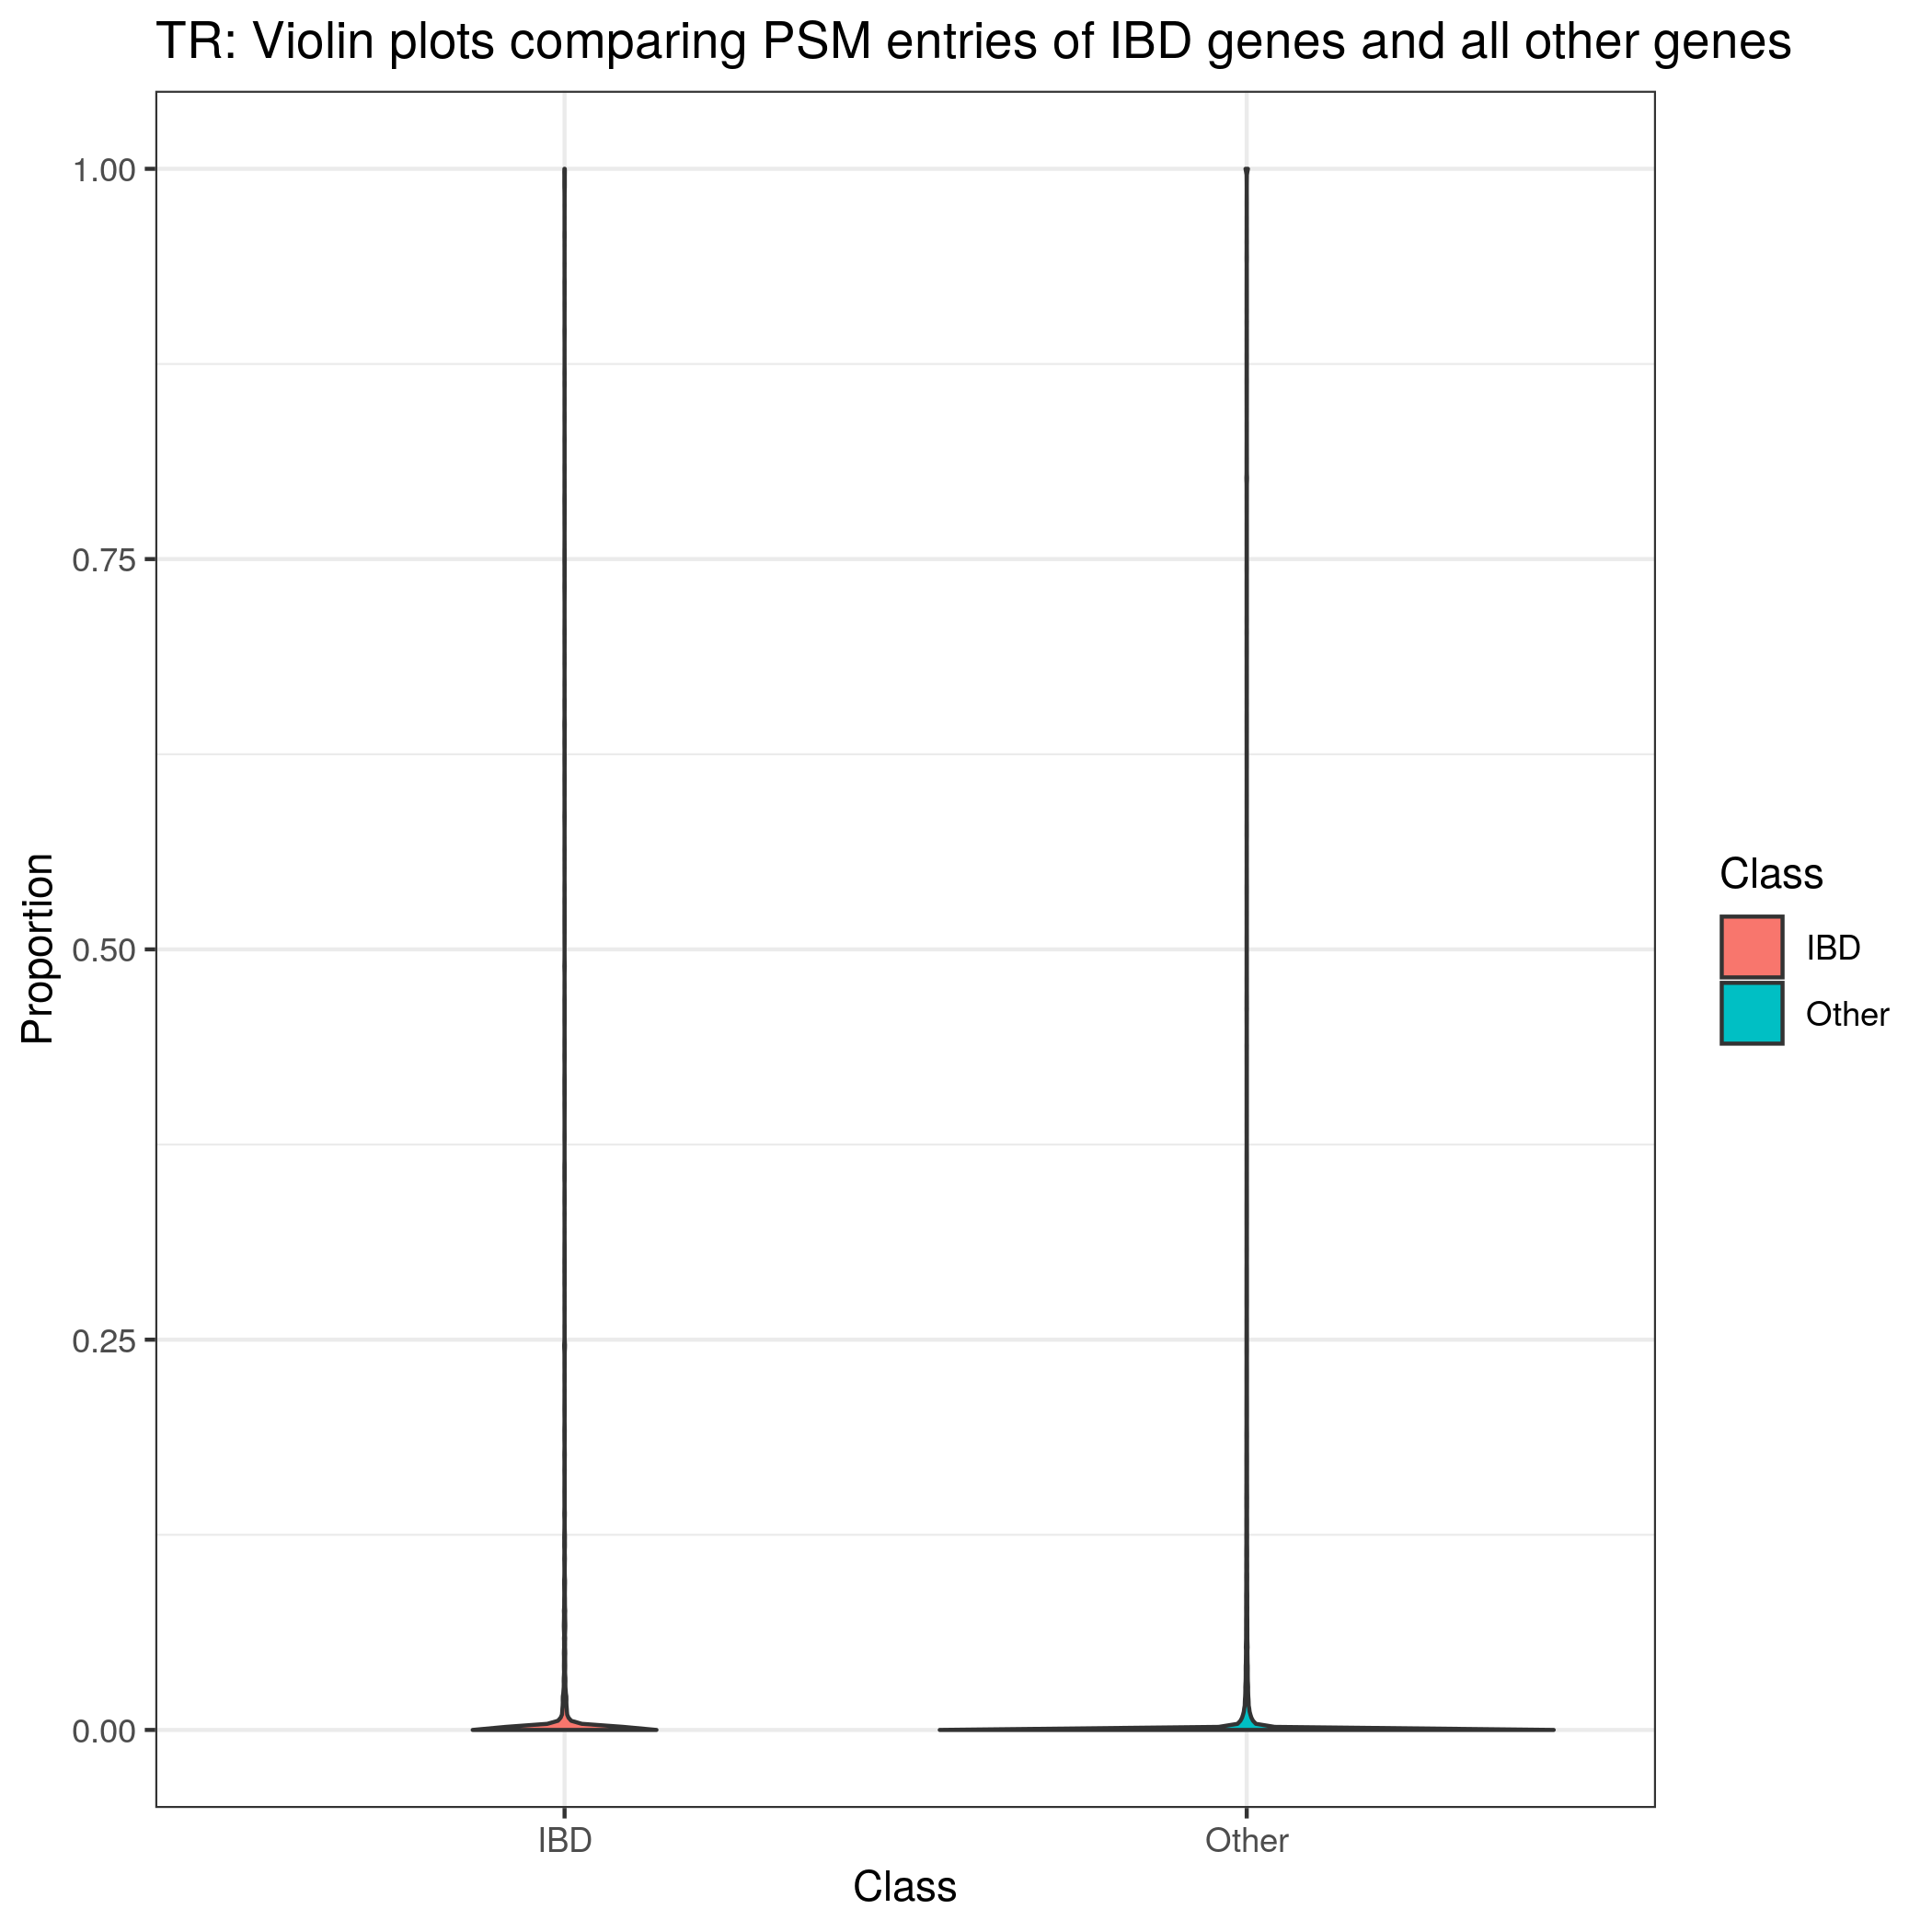 TR: Violin plots comparing PSM entries of IBD genes and all other genes
1.00
0.75
0.50
0.25
0.00
Proportion
IBD
Other
Class
Class
IBD
Other